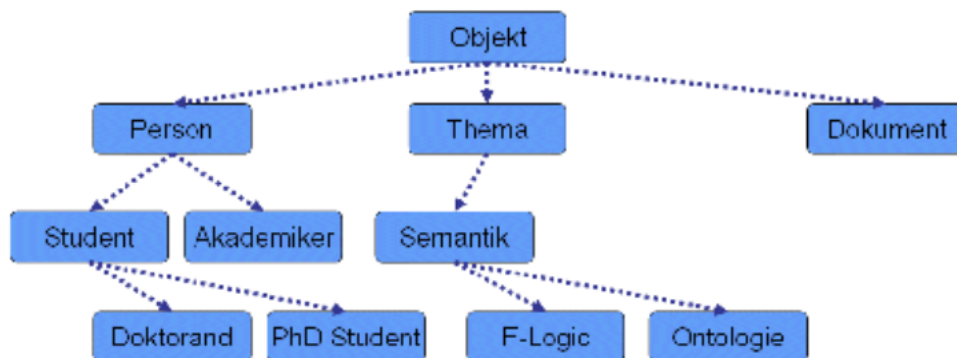 Objekt
Person
Thema
Dokument
Student
Akademiker
Semantik
Doktorand
PhD Student
F-Logic
Ontologie